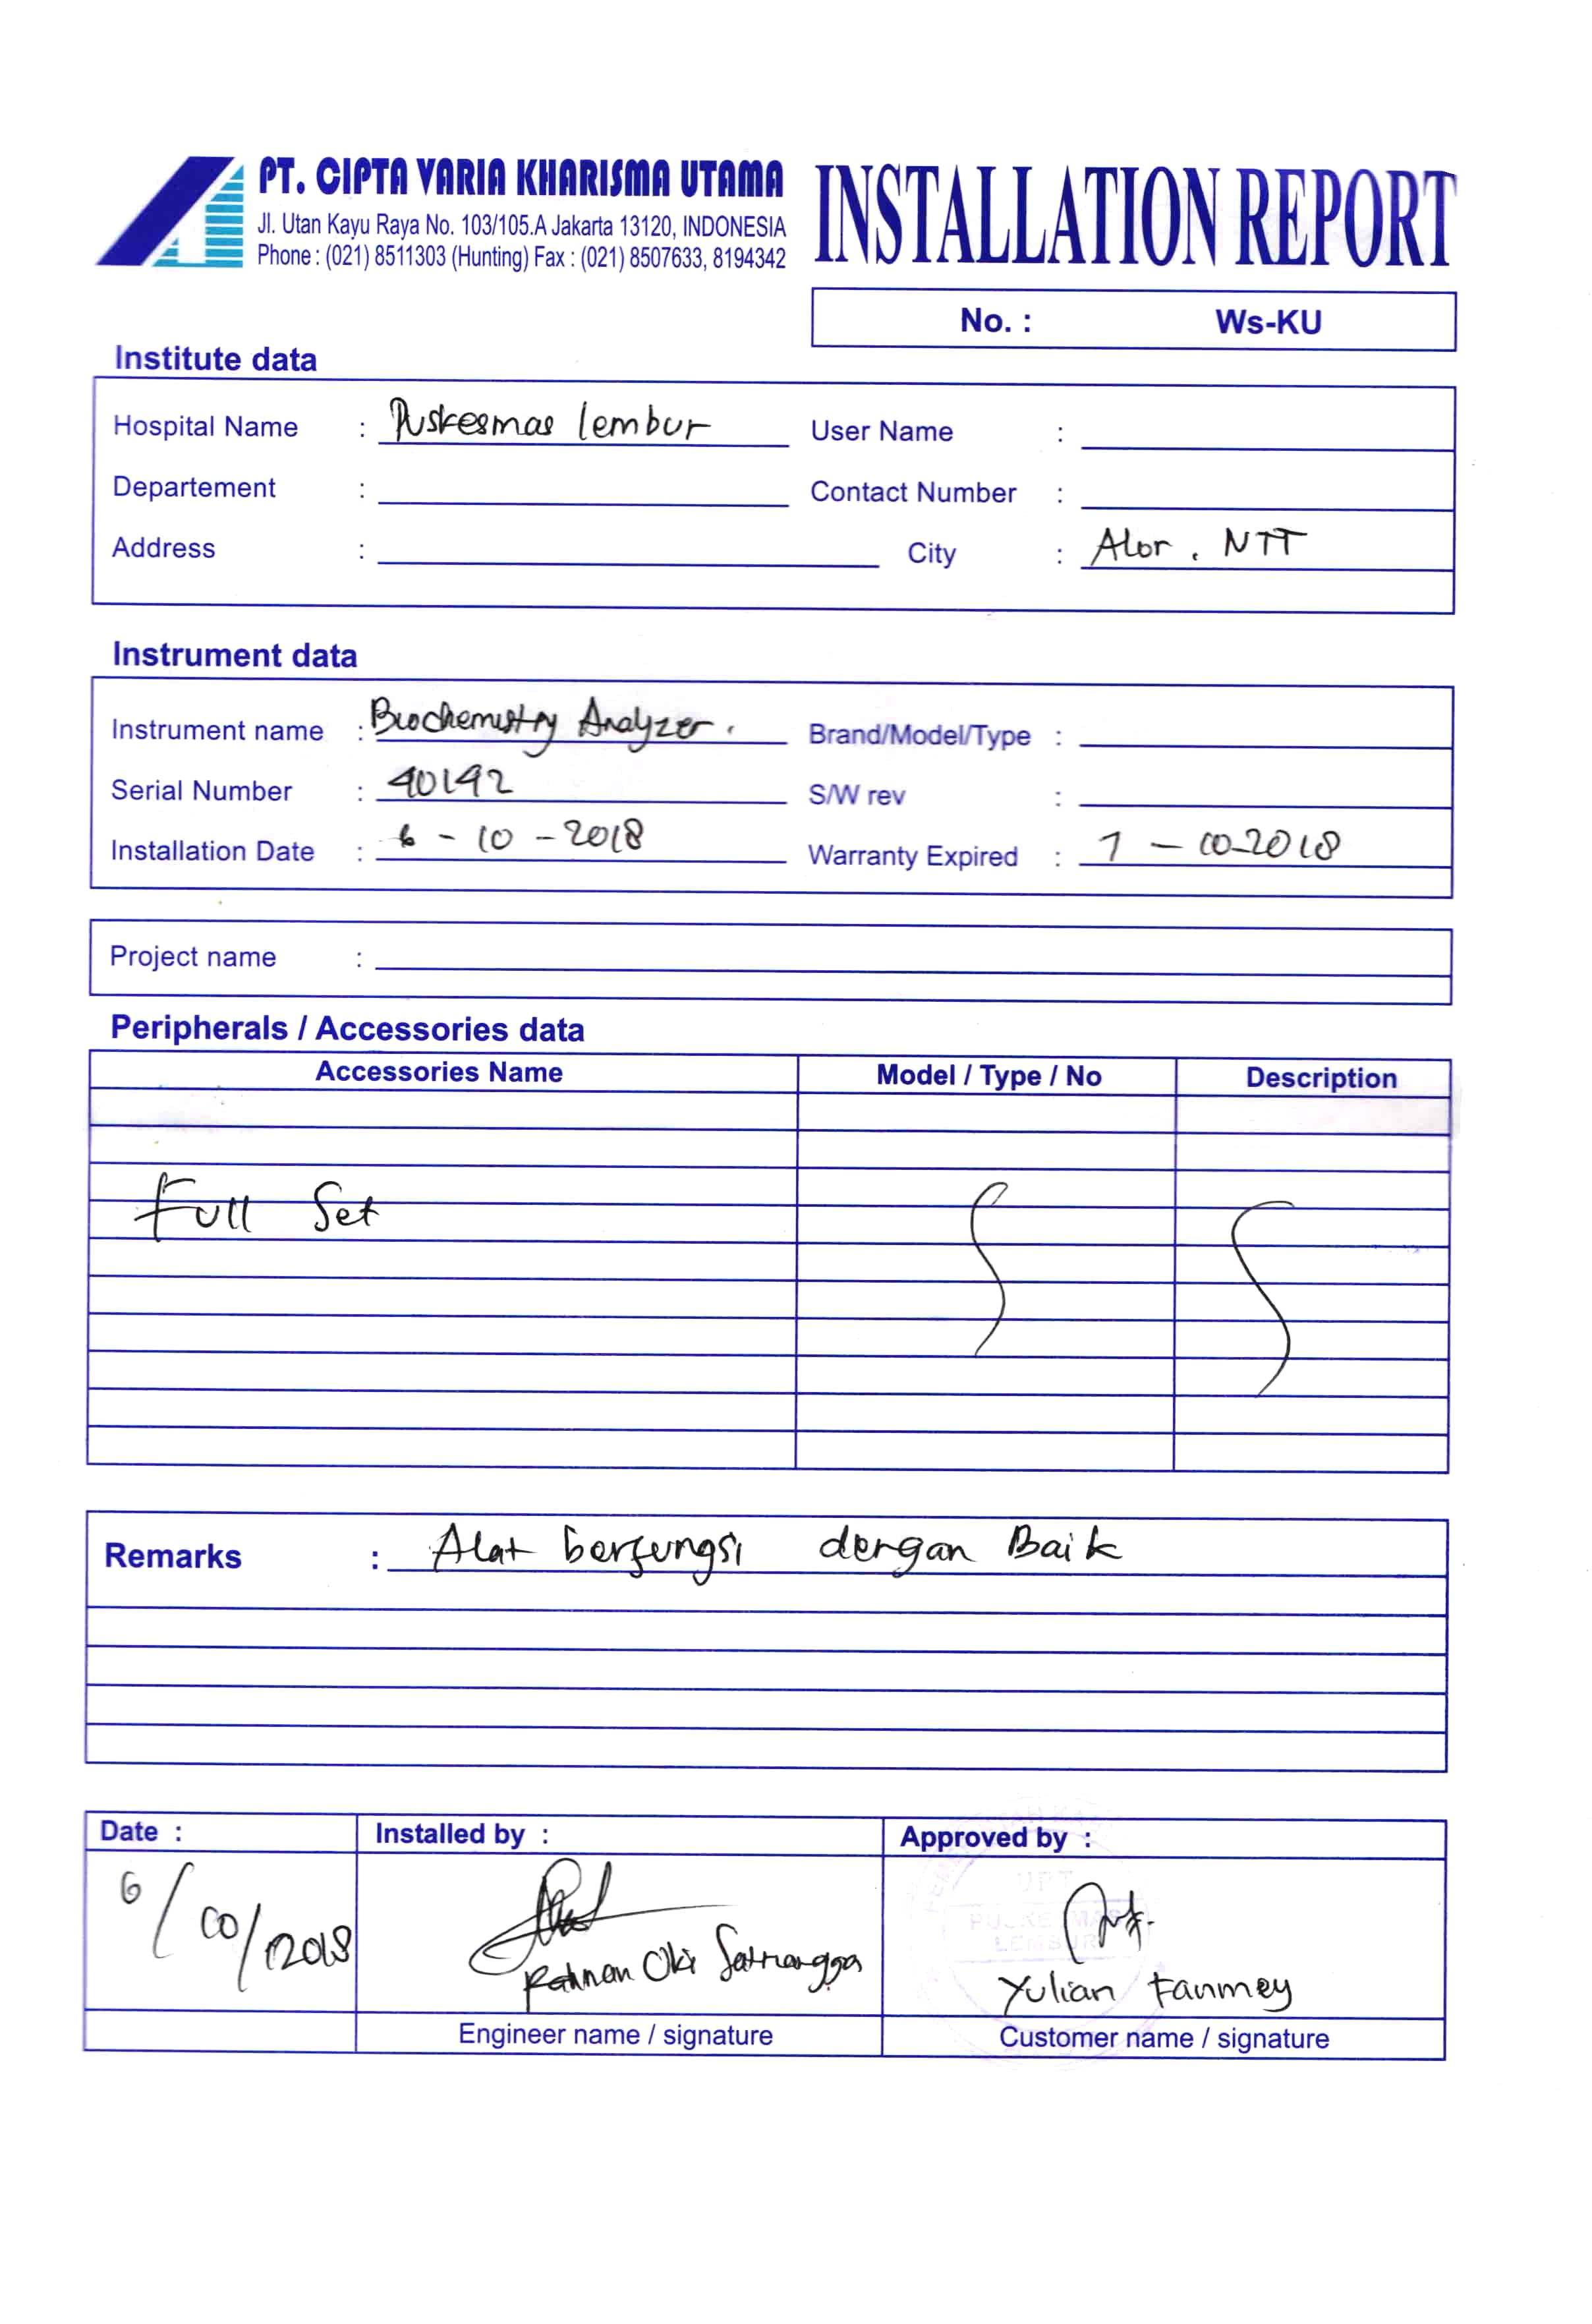 PT. CIPTA VARIA KHARISMA UTAMA
Jl. Utan Kayu Raya No. 103/105.A Jakarta 13120, INDONESIA
Phone : (021) 8511303 (Hunting) Fax : (021) 8507633, 8194342
INSTALLATION REPORT
No. : Ws-KU
Institute data
Hospital Name : Puskesmas lembur User Name :
Departement : Contact Number :
Address : City : Alor . NTT
Instrument data
Instrument name : Biochemistry Analyzer . Brand/Model/Type :
Serial Number : 40192 S/W rev :
Installation Date : 6 - 10 - 2018 Warranty Expired : 7 - 10-2018
Project name :
Peripherals / Accessories data
Accessories Name Model / Type / No Description
Full Set
Remarks : Alat berfungsi dengan Baik
Date : Installed by : Approved by :
UPT
PUSKESMAS
LEMBUR
6/10/2018
Oki
Yulian Fanmey
Engineer name / signature Customer name / signature